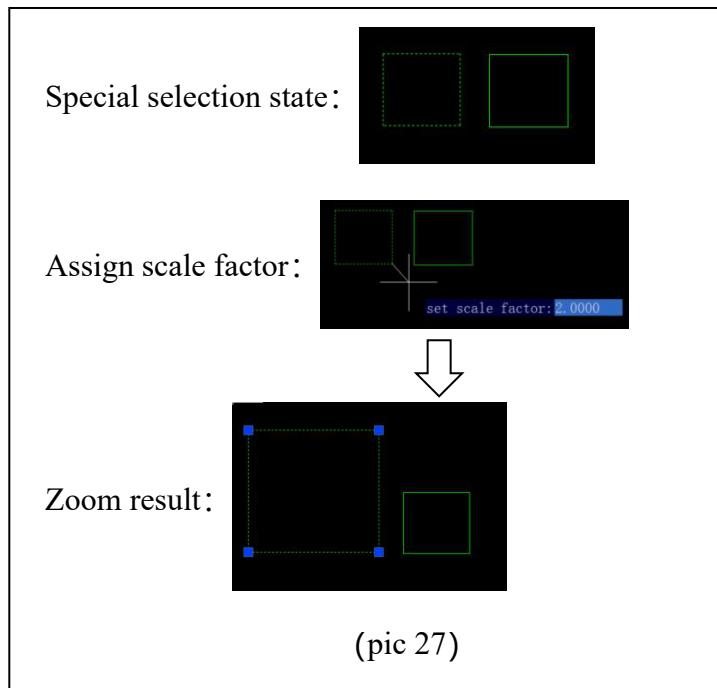 Special selection state：
Assign scale factor：
set scale factor:2.0000
Zoom result：
(pic 27)